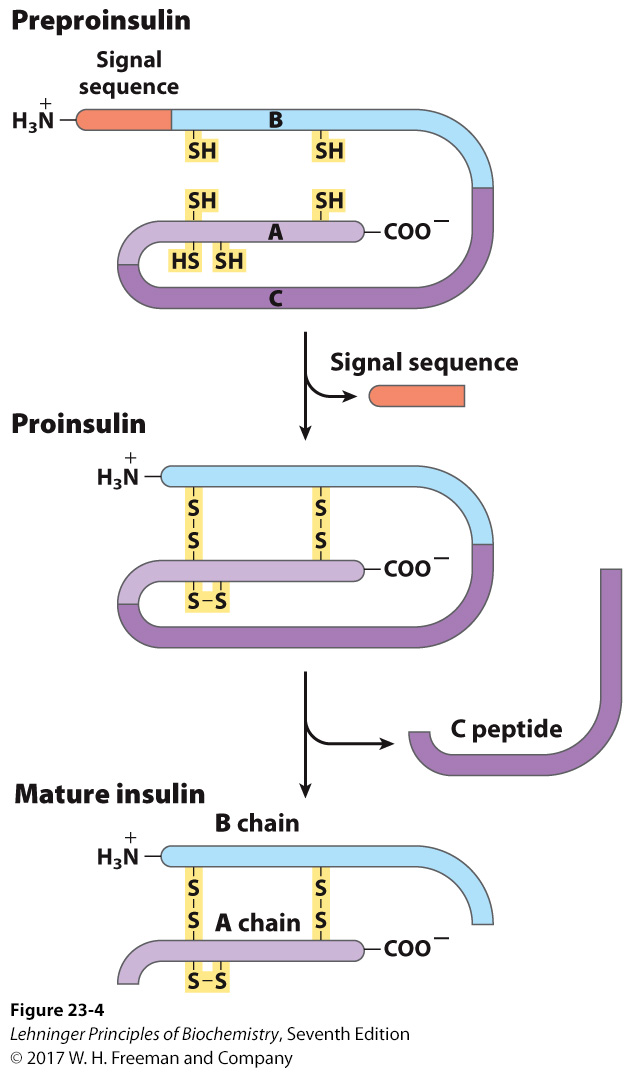 Preproinsulin
Signal
sequence
H₃N⁺
B
SH SH
SH SH
A
COO⁻
HS SH
C
Signal sequence
Proinsulin
H₃N⁺
S S
S S
COO⁻
S–S
C peptide
Mature insulin
B chain
H₃N⁺
S S
S S
A chain
COO⁻
S–S
Figure 23-4
Lehninger Principles of Biochemistry, Seventh Edition
© 2017 W. H. Freeman and Company